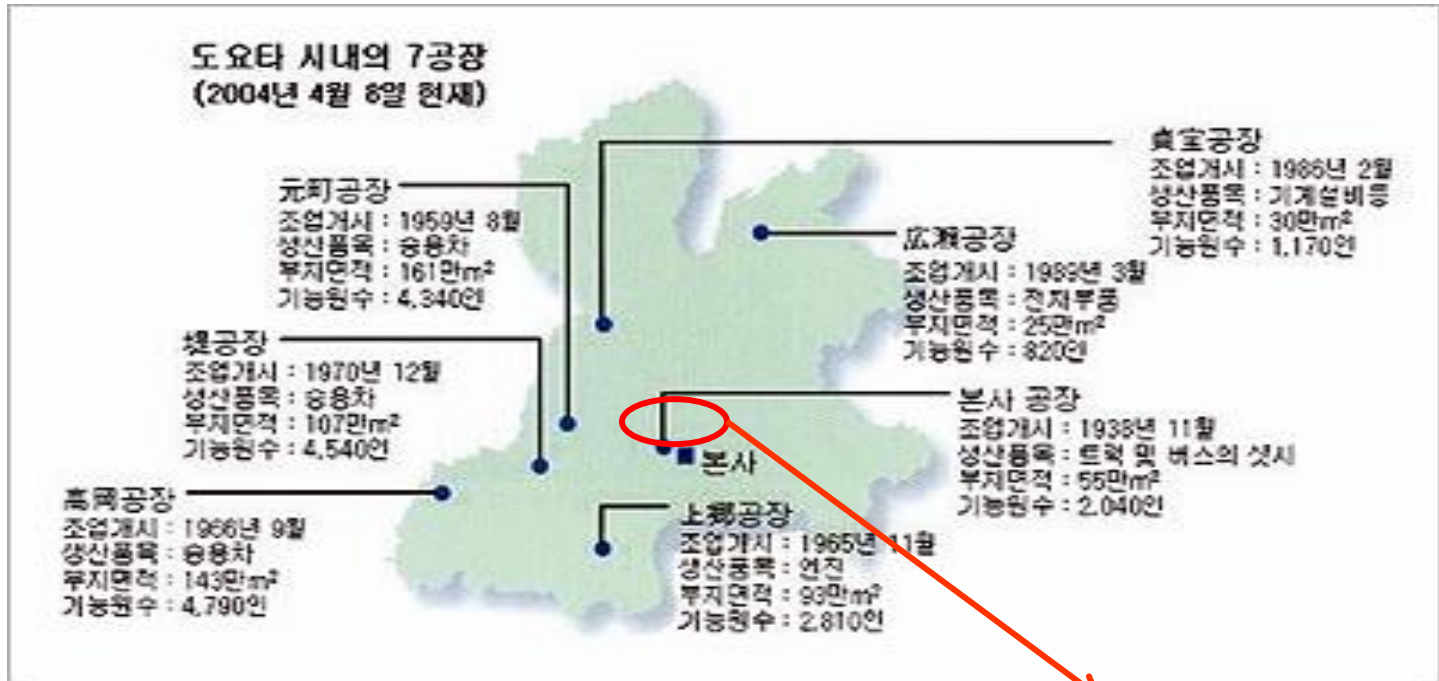 도요타 시내의 7공장
(2004년 4월 8일 현재)
貞宝공장
조업개시 : 1986년 2월
생산품목 : 기계설비등
부지면적 : 30만m²
기능원수 : 1,170인
元町공장
조업개시 : 1959년 8월
생산품목 : 승용차
부지면적 : 161만m²
기능원수 : 4,340인
広瀬공장
조업개시 : 1989년 3월
생산품목 : 전자부품
부지면적 : 25만m²
기능원수 : 820인
堤공장
조업개시 : 1970년 12월
생산품목 : 승용차
부지면적 : 107만m²
기능원수 : 4,540인
본사 공장
조업개시 : 1938년 11월
생산품목 : 트럭 및 버스의 샷시
부지면적 : 55만m²
기능원수 : 2,040인
본사
高岡공장
조업개시 : 1966년 9월
생산품목 : 승용차
부지면적 : 143만m²
기능원수 : 4,790인
上郷공장
조업개시 : 1965년 11월
생산품목 : 엔진
부지면적 : 93만m²
기능원수 : 2,810인